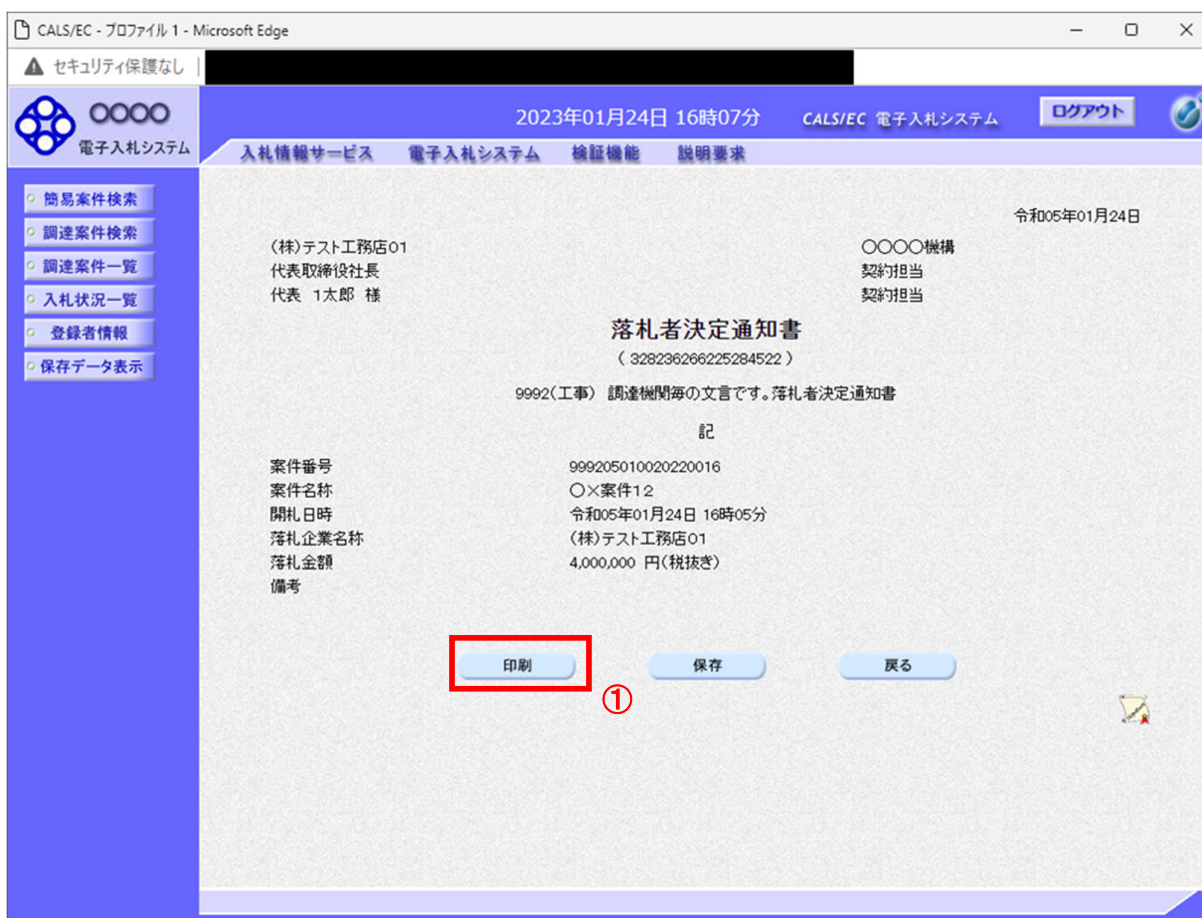 CALS/EC - プロファイル 1 - Microsoft Edge
セキュリティ保護なし
〇〇〇〇
電子入札システム
2023年01月24日 16時07分
CALS/EC 電子入札システム
ログアウト
入札情報サービス 電子入札システム 検証機能 説明要求
簡易案件検索
調達案件検索
調達案件一覧
入札状況一覧
登録者情報
保存データ表示
令和05年01月24日
(株)テスト工務店01
〇〇〇〇機構
代表取締役社長
契約担当
代表 1太郎 様
契約担当
落札者決定通知書
( 328236266225284522 )
9992(工事) 調達機関毎の文言です。落札者決定通知書
記
案件番号 999205010020220016
案件名称 〇×案件12
開札日時 令和05年01月24日 16時05分
落札企業名称 (株)テスト工務店01
落札金額 4,000,000 円(税抜き)
備考
印刷 保存 戻る
①